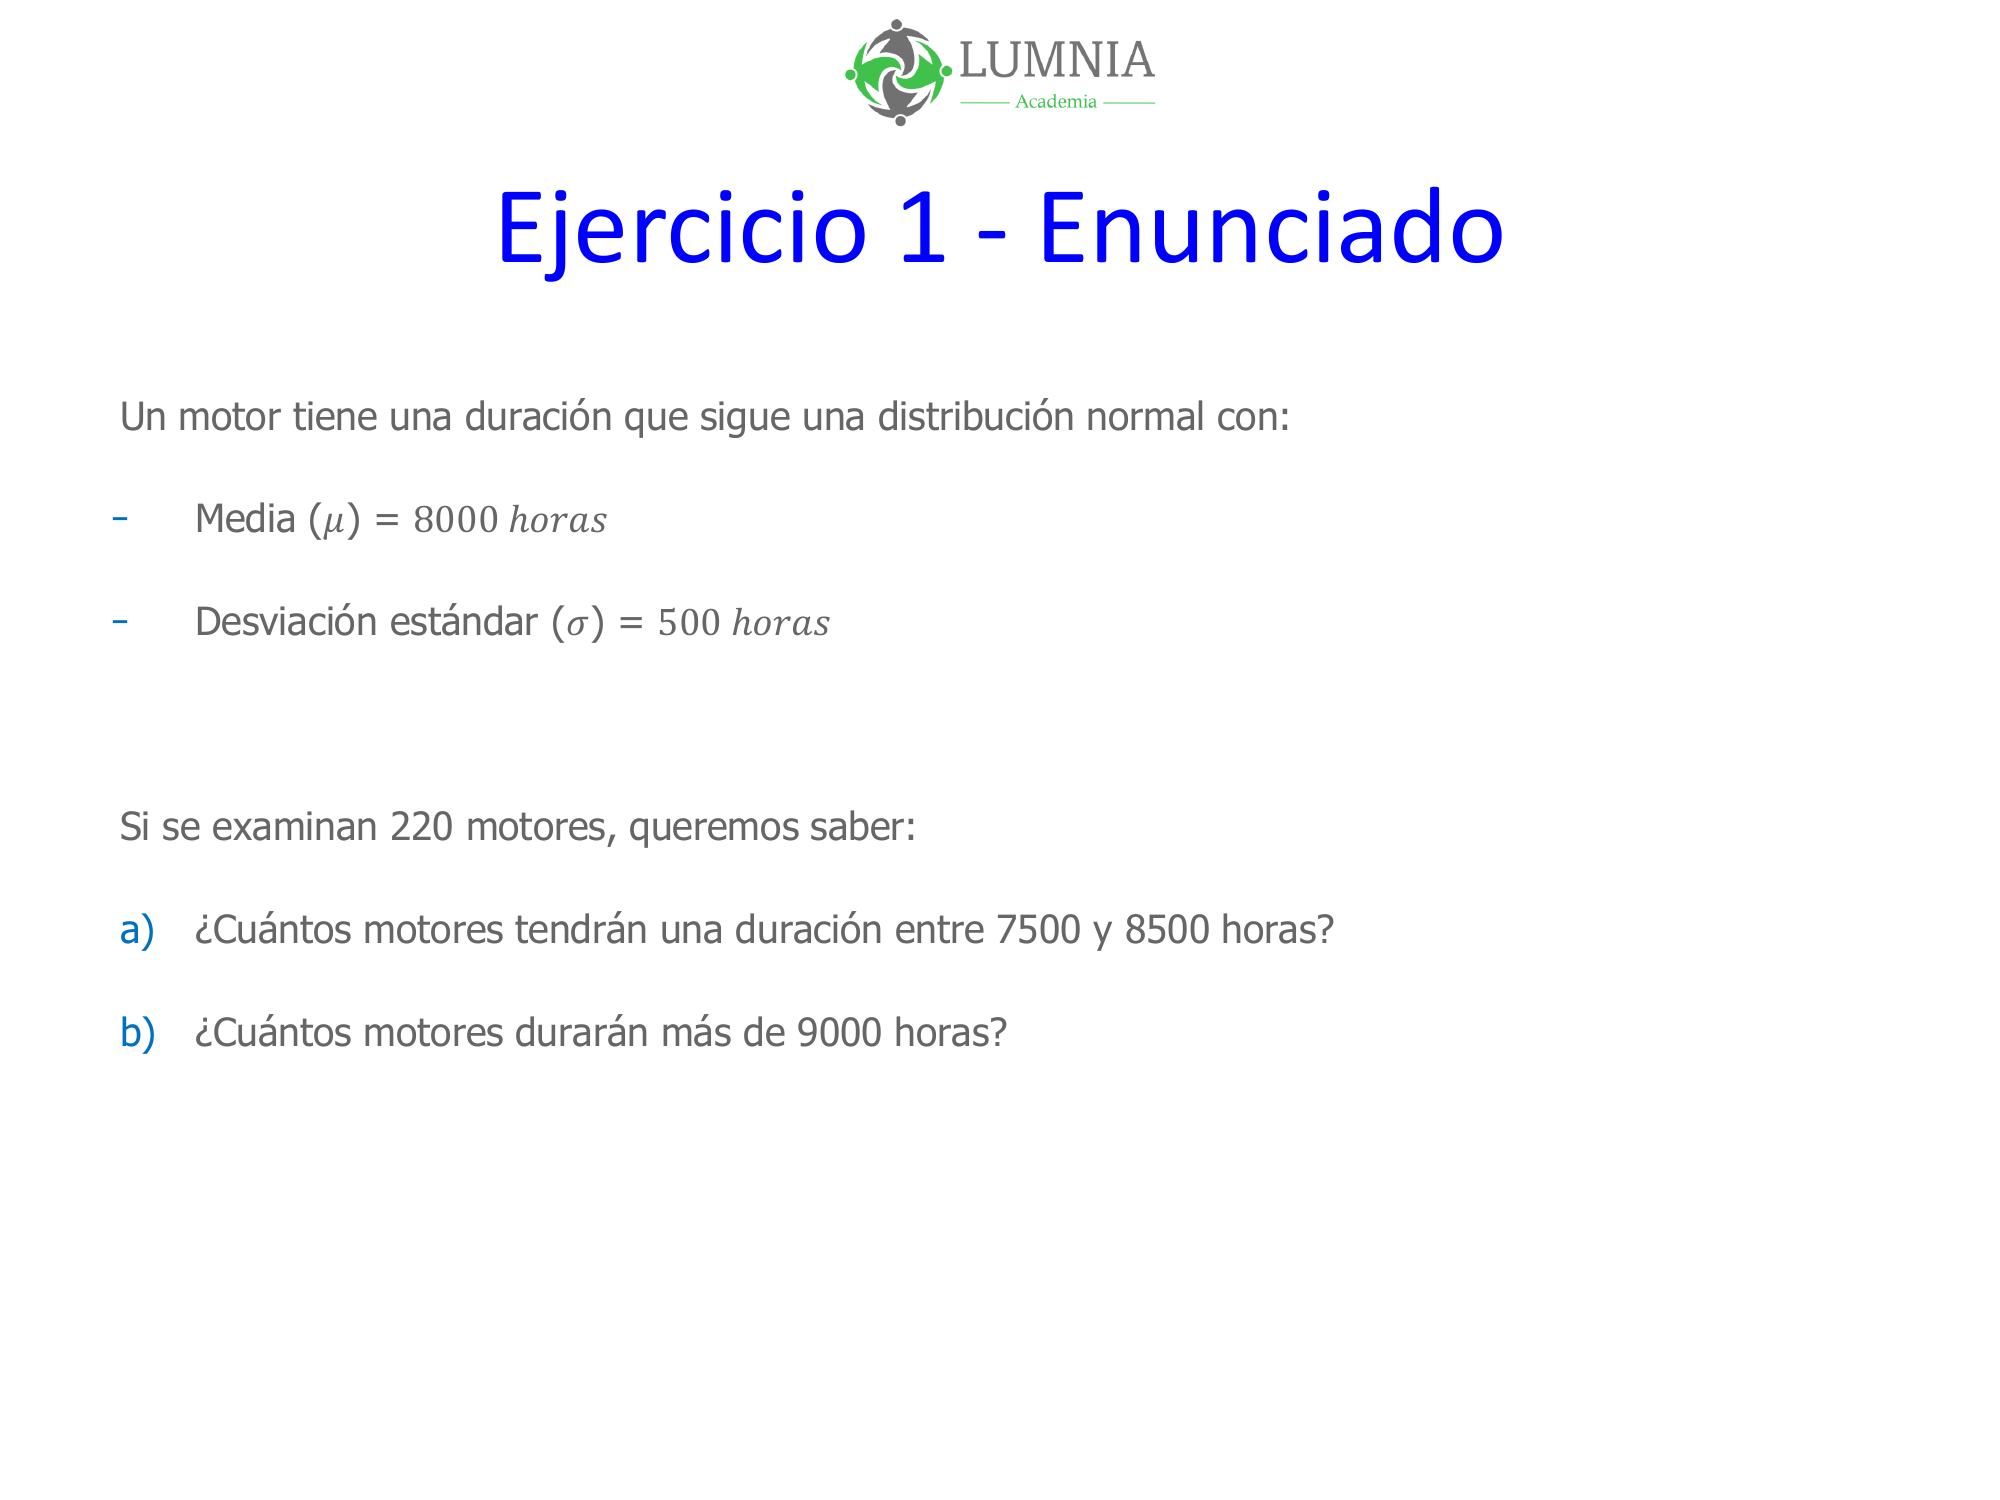 LUMNIA
Academia
Ejercicio 1 - Enunciado
Un motor tiene una duración que sigue una distribución normal con:
- Media (μ) = 8000 horas
- Desviación estándar (σ) = 500 horas
Si se examinan 220 motores, queremos saber:
a) ¿Cuántos motores tendrán una duración entre 7500 y 8500 horas?
b) ¿Cuántos motores durarán más de 9000 horas?